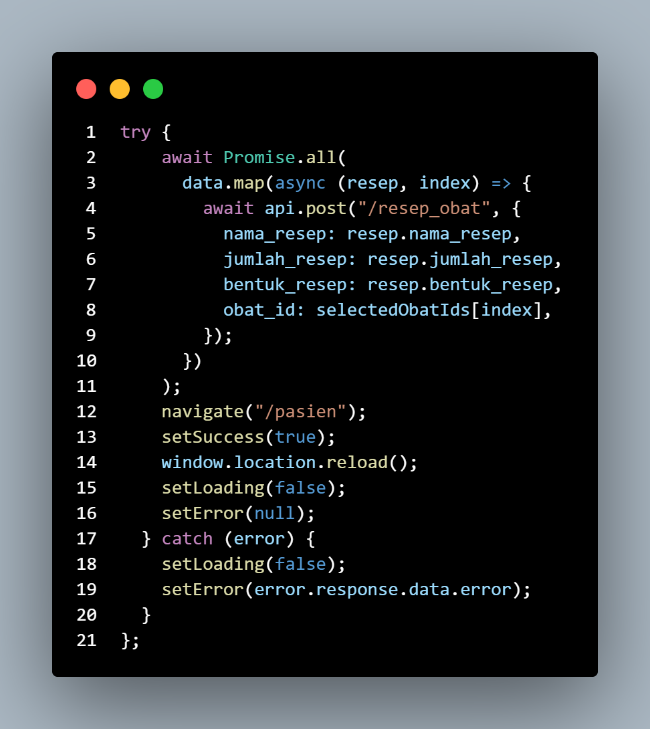 1 try {
2     await Promise.all(
3       data.map(async (resep, index) => {
4         await api.post("/resep_obat", {
5           nama_resep: resep.nama_resep,
6           jumlah_resep: resep.jumlah_resep,
7           bentuk_resep: resep.bentuk_resep,
8           obat_id: selectedObatIds[index],
9         });
10       })
11     );
12     navigate("/pasien");
13     setSuccess(true);
14     window.location.reload();
15     setLoading(false);
16     setError(null);
17   } catch (error) {
18     setLoading(false);
19     setError(error.response.data.error);
20   }
21 };